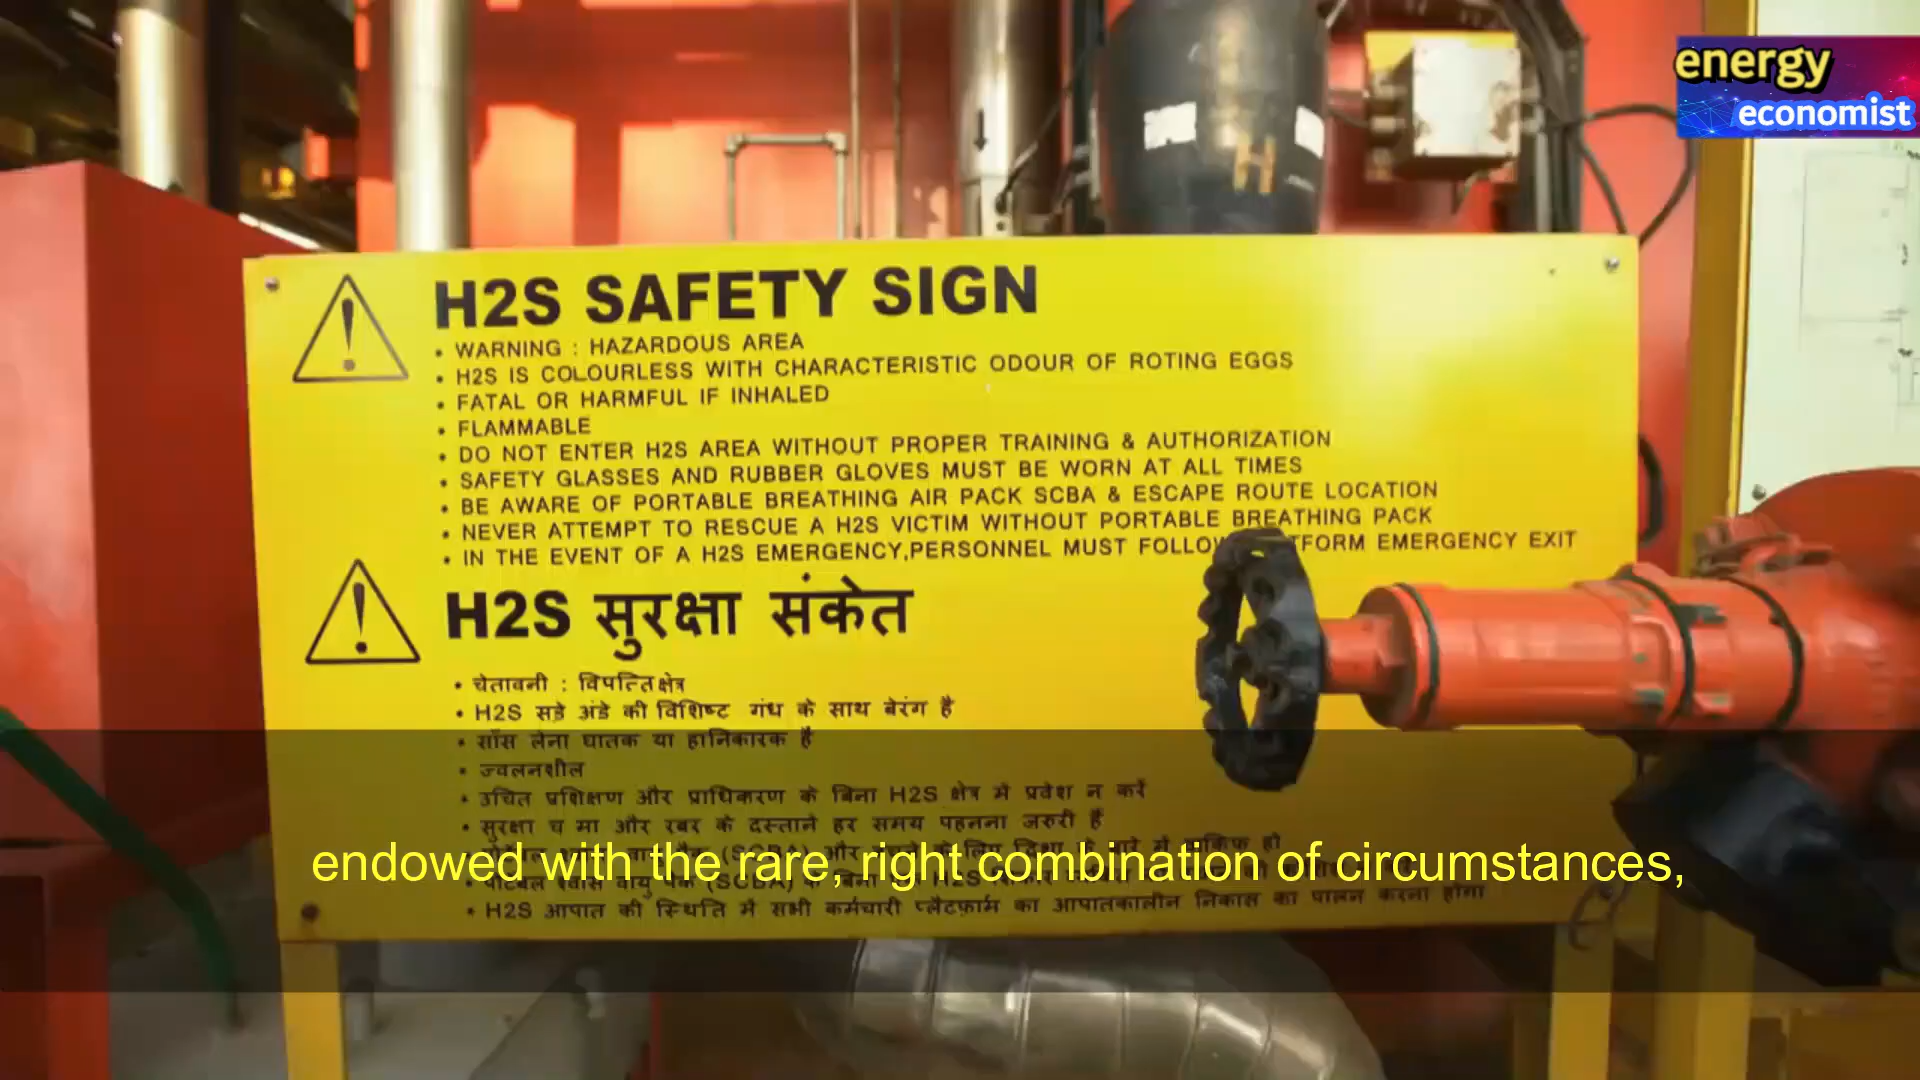 energy
economist
H
H2S SAFETY SIGN
• WARNING : HAZARDOUS AREA
• H2S IS COLOURLESS WITH CHARACTERISTIC ODOUR OF ROTING EGGS
• FATAL OR HARMFUL IF INHALED
• FLAMMABLE
• DO NOT ENTER H2S AREA WITHOUT PROPER TRAINING & AUTHORIZATION
• SAFETY GLASSES AND RUBBER GLOVES MUST BE WORN AT ALL TIMES
• BE AWARE OF PORTABLE BREATHING AIR PACK SCBA & ESCAPE ROUTE LOCATION
• NEVER ATTEMPT TO RESCUE A H2S VICTIM WITHOUT PORTABLE BREATHING PACK
• IN THE EVENT OF A H2S EMERGENCY,PERSONNEL MUST EMERGENCY EXIT
H2S सुरक्षा संकेत
• चेतावनी : विपत्ति क्षेत्र
• H2S सड़े अंडे की विशिष्ट गंध के साथ बेरंग है
• साँस लेना घातक या हानिकारक है
• ज्वलनशील
• उचित प्रशिक्षण और प्राधिकरण के बिना H2S क्षेत्र में प्रवेश न करें
• सुरक्षा च मा और रबर के दस्ताने हर समय पहनना जरुरी हैं
(SCBA) और
endowed with the rare, right combination of circumstances,
• पोर्टेबल श्वास वायु पैक (SCBA) के बिना H2S
• H2S आपात की स्थिति में सभी कर्मचारी प्लैटफ़ार्म का आपातकालीन निकास का पालन करना होगा